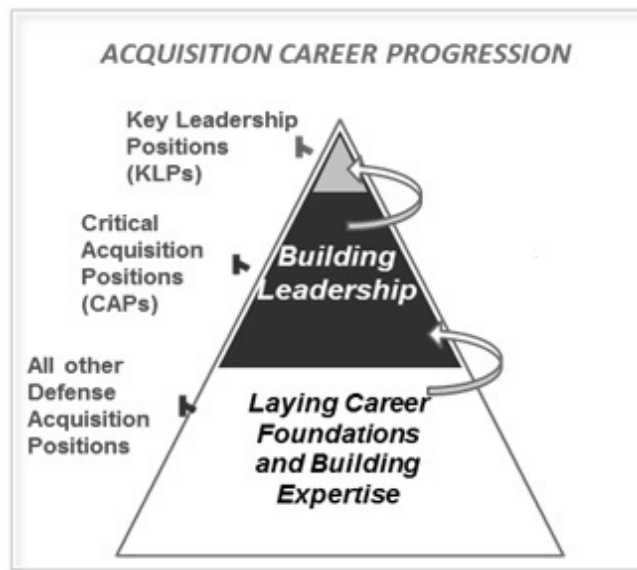 ACQUISITION CAREER PROGRESSION
Key Leadership
Positions
(KLPs)
Critical
Acquisition
Positions
(CAPs)
Building
Leadership
All other
Defense
Acquisition
Positions
Laying Career
Foundations
and Building
Expertise